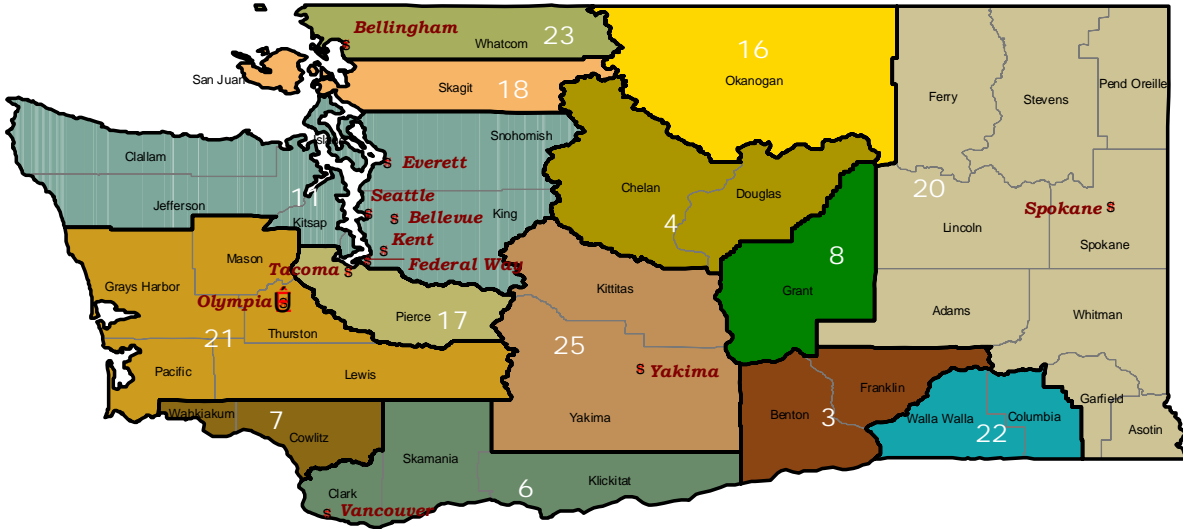 Bellingham
Whatcom
23
16
San Juan
Skagit
18
Okanogan
Ferry
Stevens
Pend Oreille
Island
Snohomish
Clallam
Everett
Chelan
Douglas
20
Jefferson
11
Kitsap
Seattle
Bellevue
King
4
Lincoln
Spokane
Spokane
Kent
Mason
Tacoma
Federal Way
8
Grays Harbor
Olympia
Kittitas
Grant
Thurston
Pierce
17
Adams
Whitman
21
25
Pacific
Lewis
Yakima
Franklin
Wahkiakum
7
Yakima
Benton
3
Walla Walla
Columbia
22
Garfield
Asotin
Cowlitz
Skamania
Klickitat
6
Clark
Vancouver